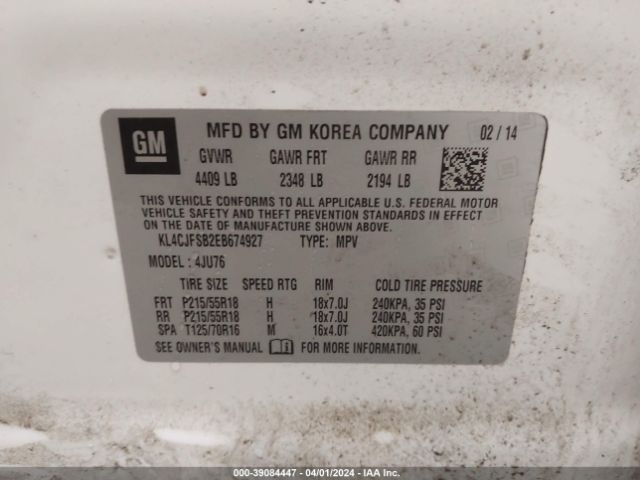 GM
MFD BY GM KOREA COMPANY 02 / 14
GVWR GAWR FRT GAWR RR
4409 LB 2348 LB 2194 LB
THIS VEHICLE CONFORMS TO ALL APPLICABLE U.S. FEDERAL MOTOR
VEHICLE SAFETY AND THEFT PREVENTION STANDARDS IN EFFECT
ON THE DATE OF MANUFACTURE SHOWN ABOVE.
KL4CJFSB2EB674927 TYPE: MPV
MODEL : 4JU76
TIRE SIZE SPEED RTG RIM COLD TIRE PRESSURE
FRT P215/55R18 H 18x7.0J 240KPA, 35 PSI
RR P215/55R18 H 18x7.0J 240KPA, 35 PSI
SPA T125/70R16 M 16x4.0T 420KPA, 60 PSI
SEE OWNER'S MANUAL FOR MORE INFORMATION.
000-39084447 - 04/01/2024 - IAA Inc.